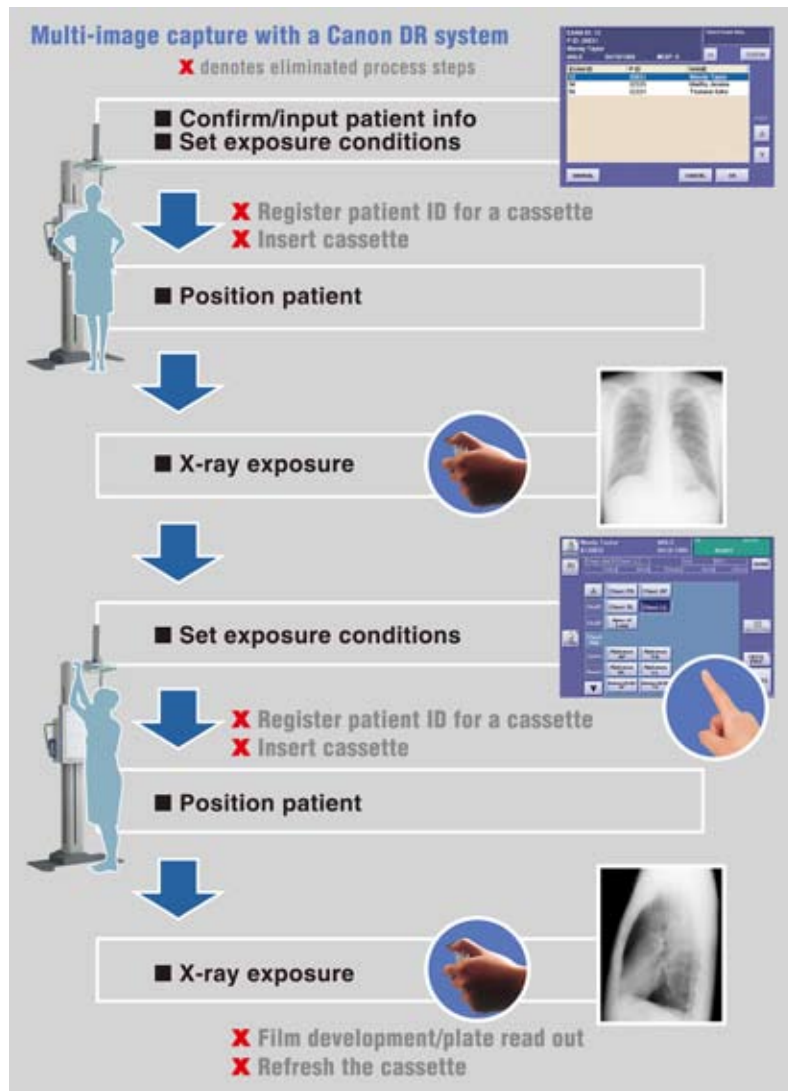 Multi-image capture with a Canon DR system
X denotes eliminated process steps
■ Confirm/input patient info
■ Set exposure conditions
X Register patient ID for a cassette
X Insert cassette
■ Position patient
■ X-ray exposure
■ Set exposure conditions
X Register patient ID for a cassette
X Insert cassette
■ Position patient
■ X-ray exposure
X Film development/plate read out
X Refresh the cassette